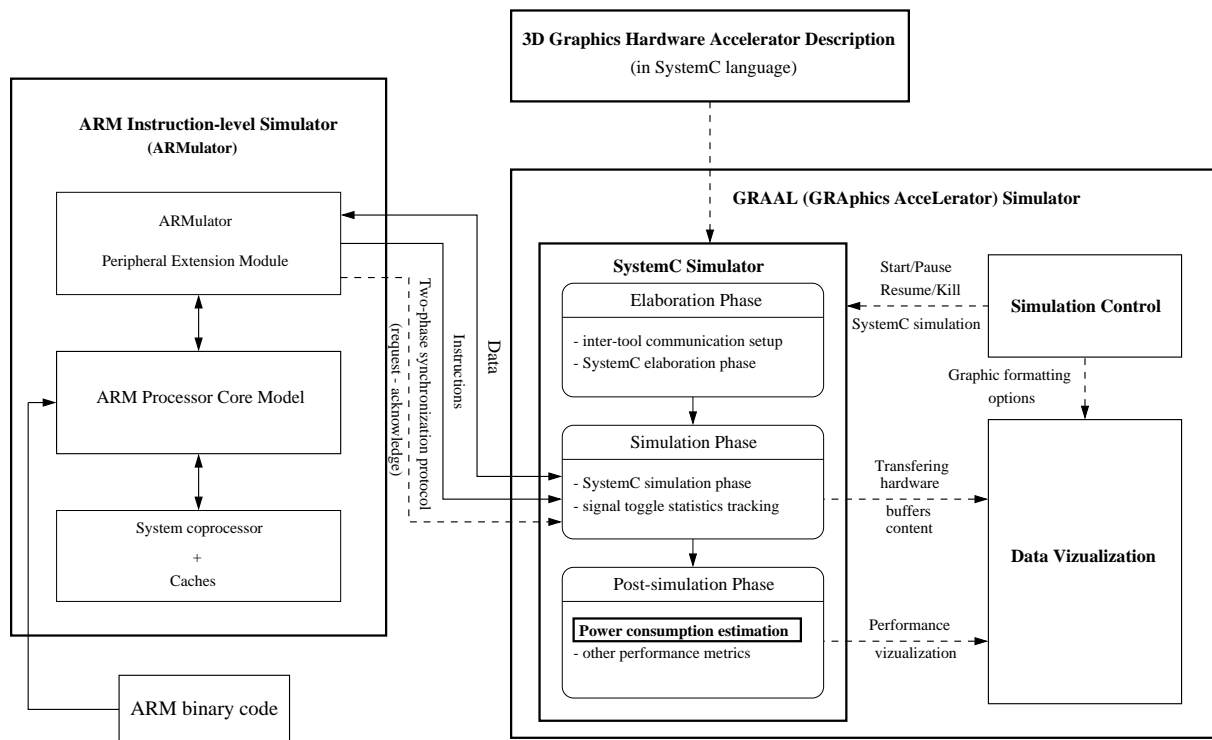 3D Graphics Hardware Accelerator Description
(in SystemC language)
ARM Instruction-level Simulator
(ARMulator)
ARMulator
Peripheral Extension Module
ARM Processor Core Model
System coprocessor
+
Caches
ARM binary code
Two-phase synchronization protocol
(request - acknowledge)
Instructions
Data
GRAAL (GRAphics AcceLerator) Simulator
SystemC Simulator
Elaboration Phase
- inter-tool communication setup
- SystemC elaboration phase
Simulation Phase
- SystemC simulation phase
- signal toggle statistics tracking
Post-simulation Phase
Power consumption estimation
- other performance metrics
Start/Pause
Resume/Kill
SystemC simulation
Simulation Control
Graphic formatting
options
Transfering
hardware
buffers
content
Data Vizualization
Performance
vizualization